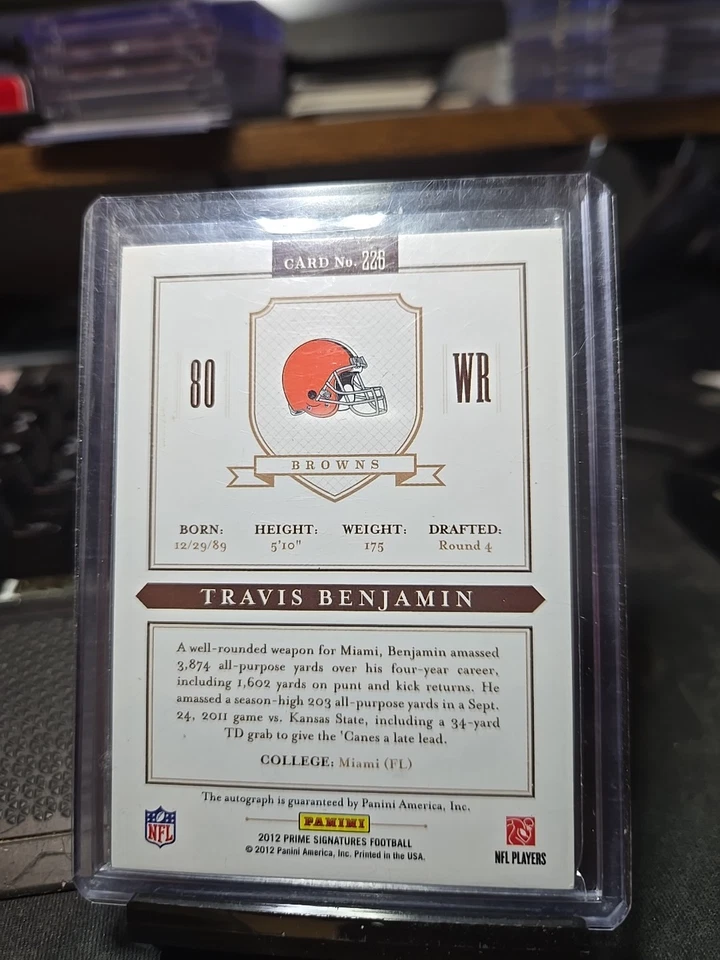 CARD No. 226
80
WR
BROWNS
BORN: HEIGHT: WEIGHT: DRAFTED:
12/29/89 5'10" 175 Round 4
TRAVIS BENJAMIN
A well-rounded weapon for Miami, Benjamin amassed
3,874 all-purpose yards over his four-year career,
including 1,602 yards on punt and kick returns. He
amassed a season-high 203 all-purpose yards in a Sept.
24, 2011 game vs. Kansas State, including a 34-yard
TD grab to give the 'Canes a late lead.
COLLEGE: Miami (FL)
The autograph is guaranteed by Panini America, Inc.
PANINI
NFL
2012 PRIME SIGNATURES FOOTBALL
© 2012 Panini America, Inc. Printed in the USA.
NFL PLAYERS